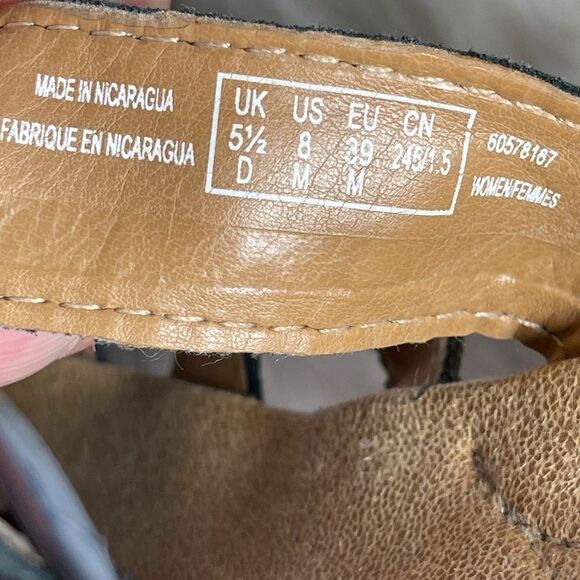 MADE IN NICARAGUA
FABRIQUE EN NICARAGUA
UK US EU CN
5½ 8 39 245/1.5
D M M
60578167
WOMEN/FEMMES